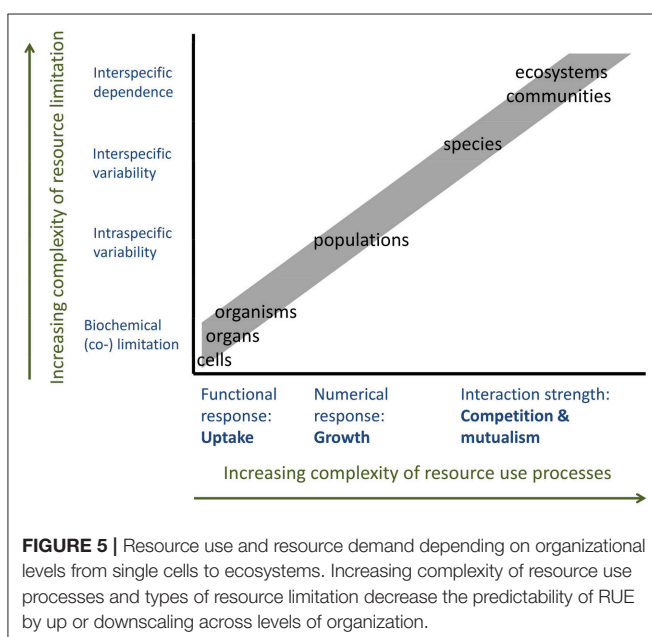 Increasing complexity of resource limitation
Interspecific
dependence
Interspecific
variability
Intraspecific
variability
Biochemical
(co-) limitation
ecosystems
communities
species
populations
organisms
organs
cells
Functional
response:
Uptake
Numerical
response:
Growth
Interaction strength:
Competition &
mutualism
Increasing complexity of resource use processes
FIGURE 5 | Resource use and resource demand depending on organizational
levels from single cells to ecosystems. Increasing complexity of resource use
processes and types of resource limitation decrease the predictability of RUE
by up or downscaling across levels of organization.